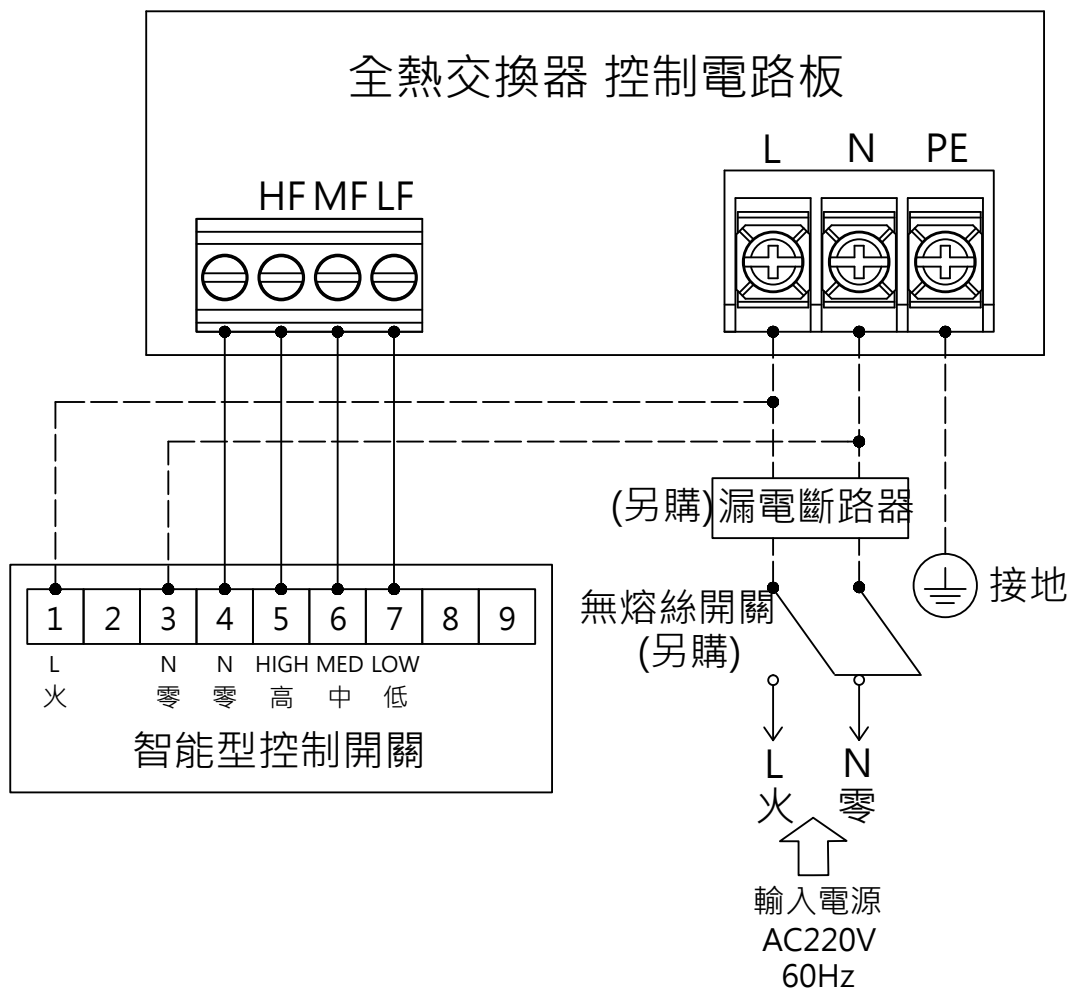 全熱交換器 控制電路板
L N PE
HF MF LF
(另購)漏電斷路器
接地
無熔絲開關
(另購)
1 2 3 4 5 6 7 8 9
L N N HIGH MED LOW
火 零 零 高 中 低
智能型控制開關
L N
火 零
輸入電源
AC220V
60Hz